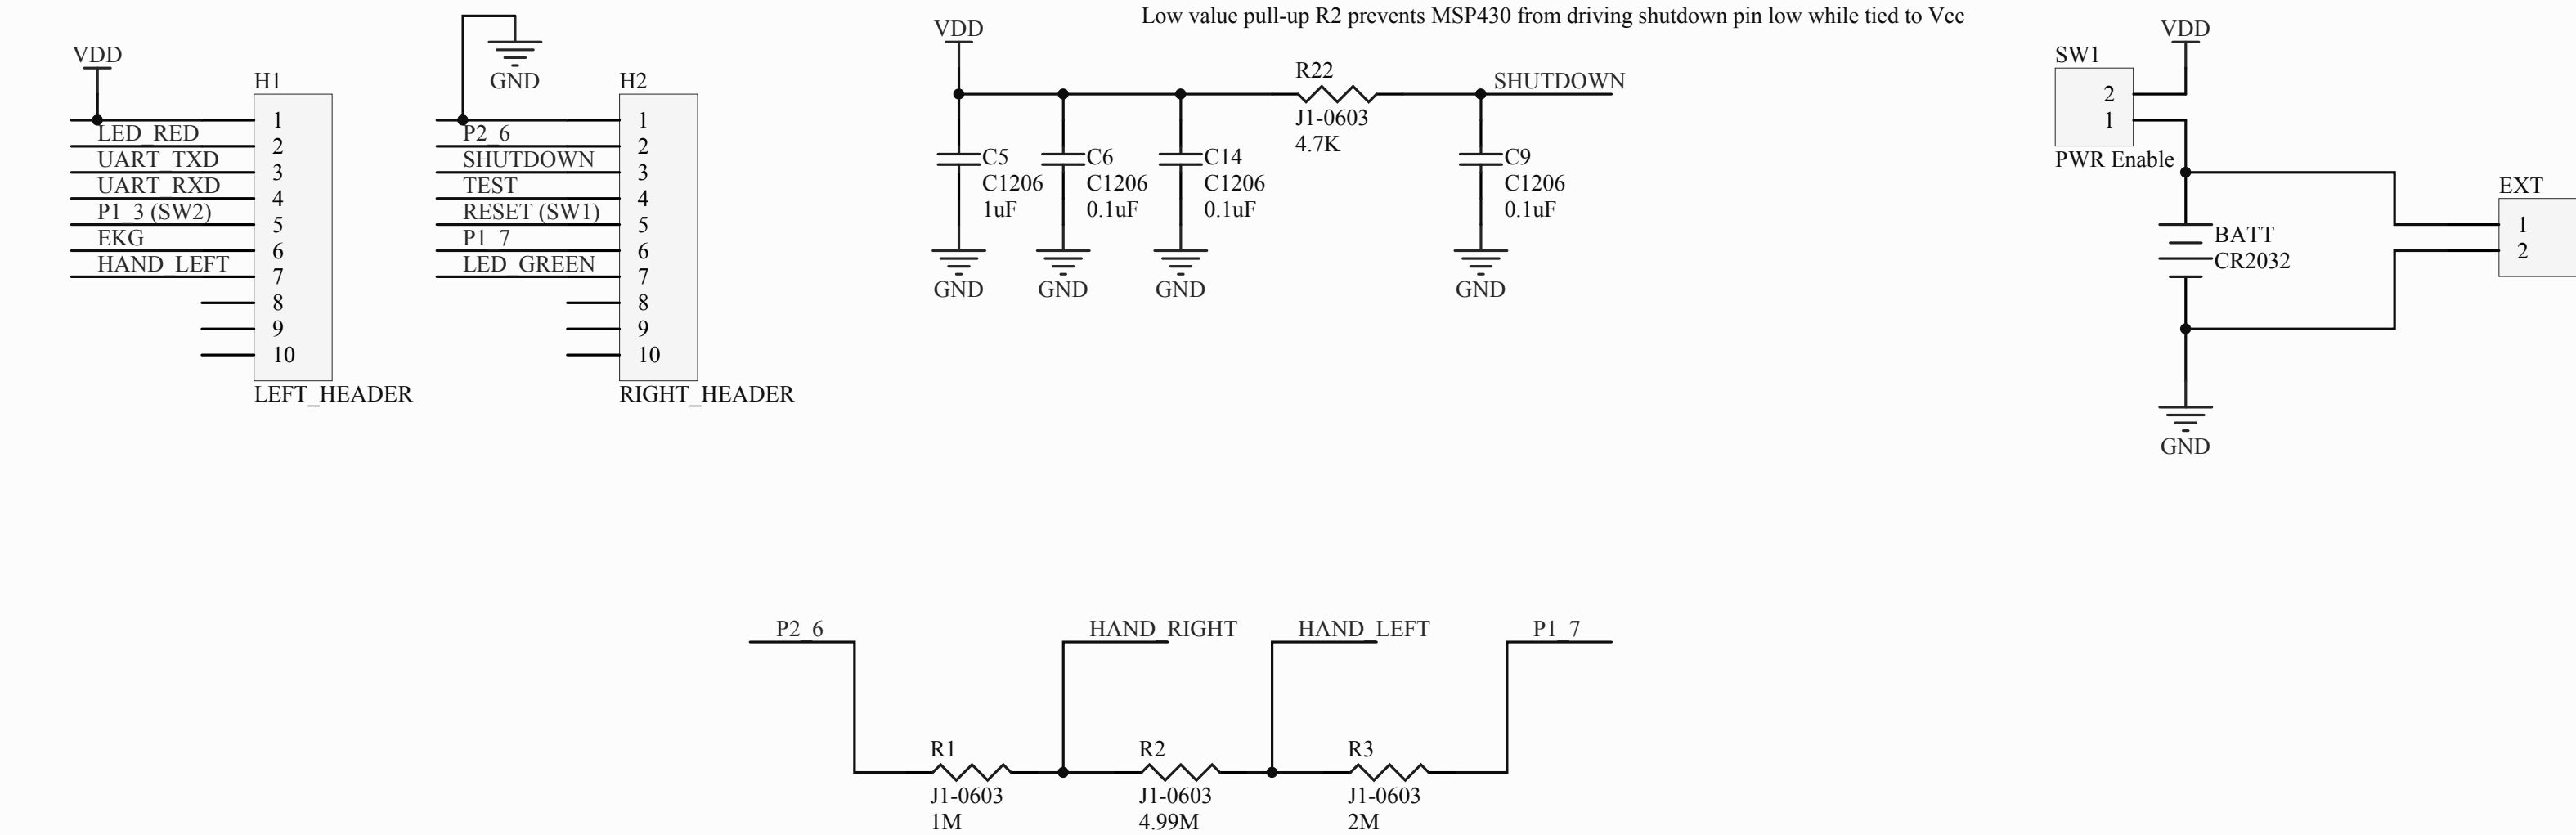 Low value pull-up R2 prevents MSP430 from driving shutdown pin low while tied to Vcc
VDD
H1
1
LED_RED
2
UART_TXD
3
UART_RXD
4
P1_3 (SW2)
5
EKG
6
HAND_LEFT
7
8
9
10
LEFT_HEADER
GND
H2
1
P2_6
2
SHUTDOWN
3
TEST
4
RESET (SW1)
5
P1_7
6
LED_GREEN
7
8
9
10
RIGHT_HEADER
VDD
R22
J1-0603
4.7K
SHUTDOWN
C5
C1206
1uF
GND
C6
C1206
0.1uF
GND
C14
C1206
0.1uF
GND
C9
C1206
0.1uF
GND
VDD
SW1
2
1
PWR Enable
BATT
CR2032
GND
EXT
1
2
P2_6
HAND_RIGHT
HAND_LEFT
P1_7
R1
J1-0603
1M
R2
J1-0603
4.99M
R3
J1-0603
2M